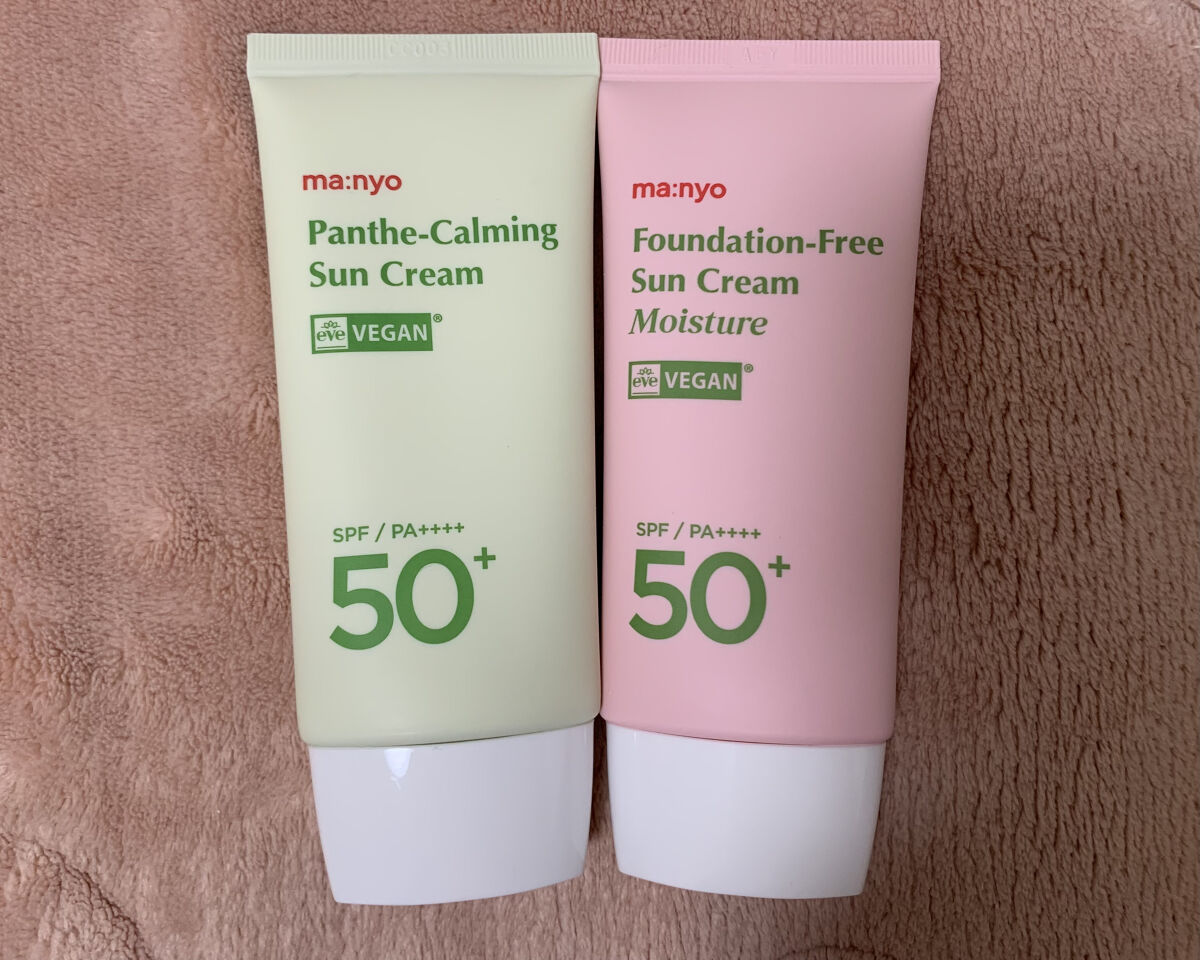 ma:nyo
Panthe-Calming
Sun Cream
eve VEGAN®
SPF / PA++++
50+
ma:nyo
Foundation-Free
Sun Cream
Moisture
eve VEGAN®
SPF / PA++++
50+